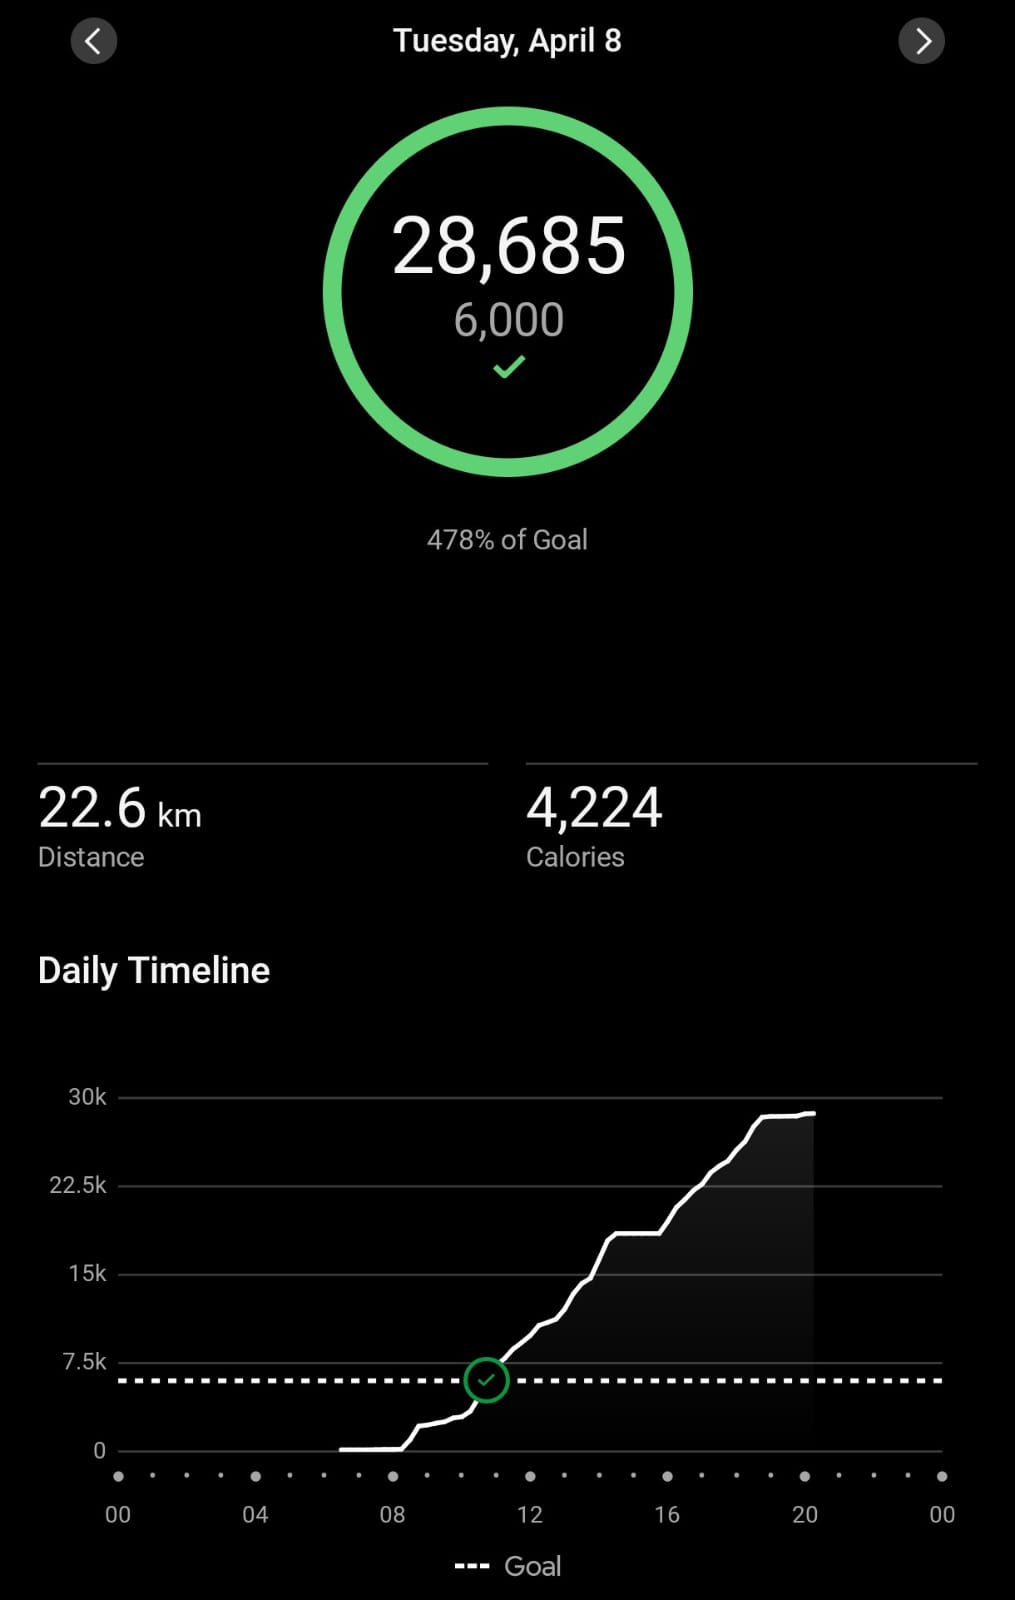 Tuesday, April 8
28,685
6,000
478% of Goal
22.6 km
Distance
4,224
Calories
Daily Timeline
30k
22.5k
15k
7.5k
0
00 04 08 12 16 20 00
Goal